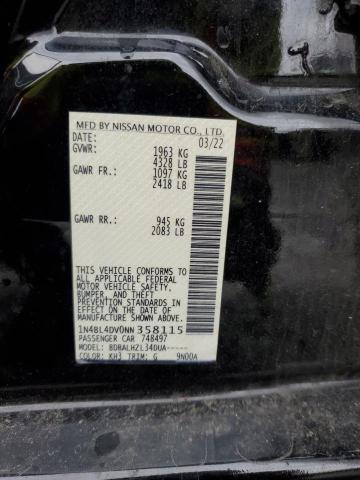 MFD BY NISSAN MOTOR CO., LTD.
DATE: 03/22
GVWR: 1963 KG
4328 LB
GAWR FR: 1097 KG
2418 LB
GAWR RR: 945 KG
2083 LB
THIS VEHICLE CONFORMS TO
ALL APPLICABLE FEDERAL
MOTOR VEHICLE SAFETY,
BUMPER, AND THEFT
PREVENTION STANDARDS
IN EFFECT ON THE DATE OF
MANUFACTURE SHOWN ABOVE.
1N4BL4DV0NN358115
PASSENGER CAR 748497
MODEL: BDBALHZL34DUA-----
COLOR: KH3 TRIM: G 9N00A